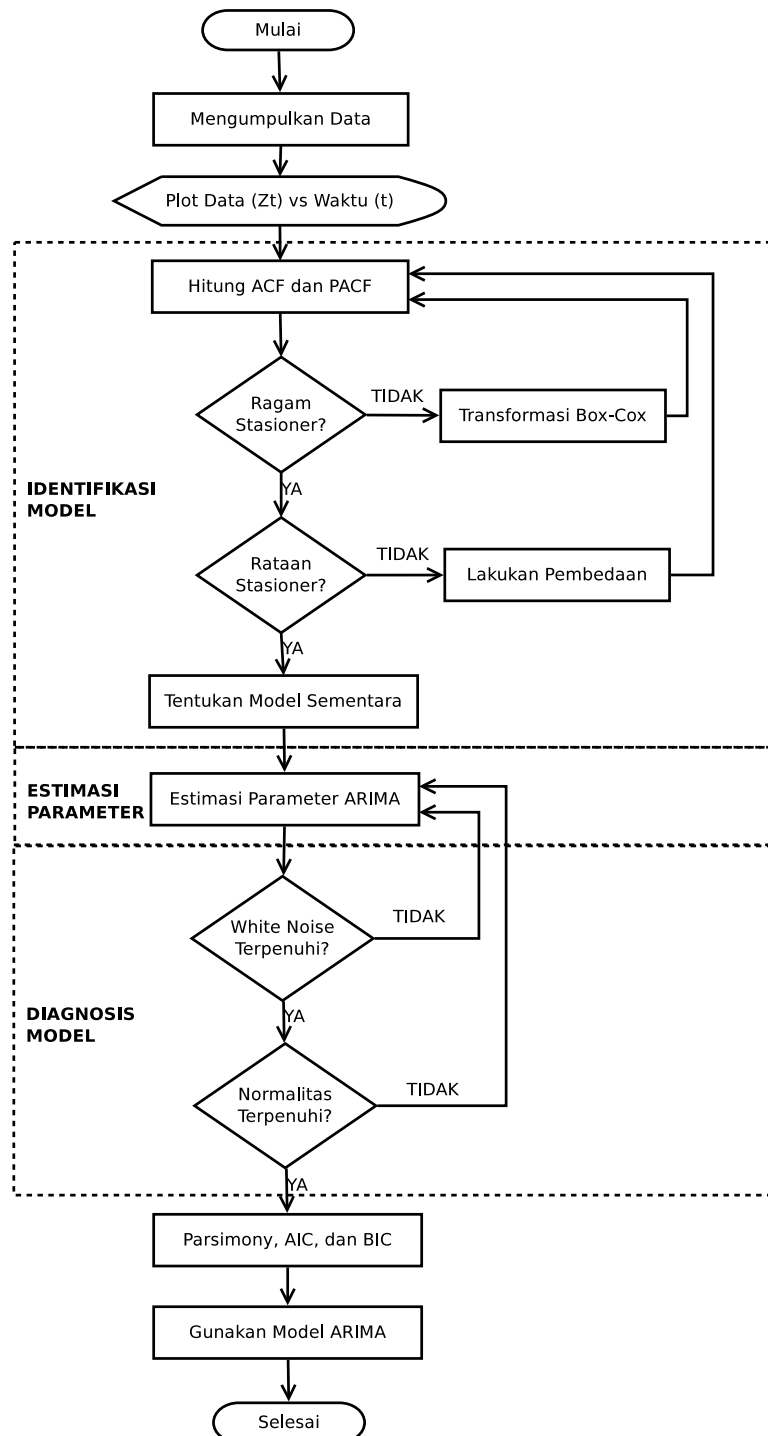 Mulai
Mengumpulkan Data
Plot Data (Zt) vs Waktu (t)
Hitung ACF dan PACF
Ragam
Stasioner?
TIDAK
Transformasi Box-Cox
YA
IDENTIFIKASI
MODEL
Rataan
Stasioner?
TIDAK
Lakukan Pembedaan
YA
Tentukan Model Sementara
ESTIMASI
PARAMETER
Estimasi Parameter ARIMA
White Noise
Terpenuhi?
TIDAK
YA
DIAGNOSIS
MODEL
Normalitas
Terpenuhi?
TIDAK
YA
Parsimony, AIC, dan BIC
Gunakan Model ARIMA
Selesai